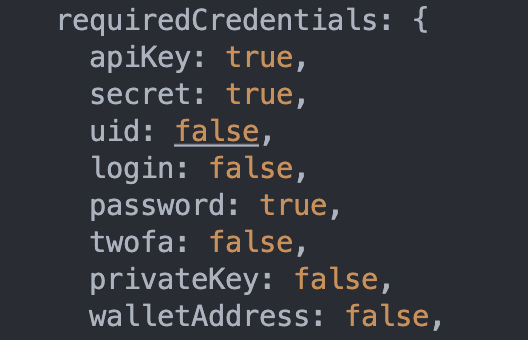 requiredCredentials: {
apiKey: true,
secret: true,
uid: false,
login: false,
password: true,
twofa: false,
privateKey: false,
walletAddress: false,